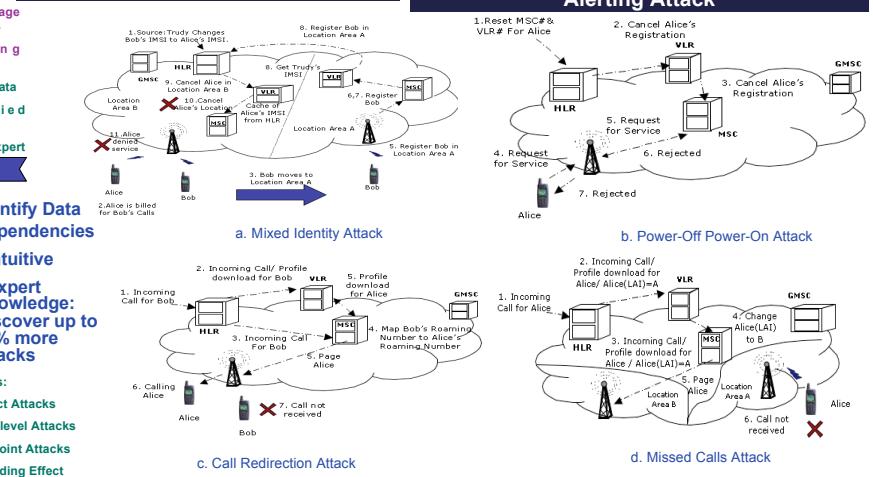 Alerting Attack
age
n g
ata
i e d
xpert
ntify Data
pendencies
tuitive
xpert
owledge:
scover up to
% more
acks
s:
ct Attacks
level Attacks
oint Attacks
ding Effect
1.Source:Trudy Changes
Bob's IMSI to Alice's IMSI.
8. Register Bob in
Location Area A
HLR
GMSC
8. Get Trudy's
IMSI
VLR
9. Cancel Alice in
Location Area B
VLR
MSC
Location
Area B
10.Cancel
Alice's Location
Cache of
Alice's IMSI
from HLR
6,7. Register
Bob
MSC
Location Area A
11.Alice
denied
service
5. Register Bob in
Location Area A
Alice
Bob
3. Bob moves to
Location Area A
Bob
2.Alice is billed
for Bob's Calls
a. Mixed Identity Attack
1.Reset MSC#&
VLR# For Alice
2. Cancel Alice's
Registration
VLR
GMSC
3. Cancel Alice's
Registration
HLR
MSC
5. Request
for Service
4. Request
for Service
6. Rejected
7. Rejected
Alice
b. Power-Off Power-On Attack
2. Incoming Call/ Profile
download for Bob
VLR
5. Profile
download
for Alice
1. Incoming
Call for Bob
GMSC
HLR
MSC
4. Map Bob's Roaming
Number to Alice's
Roaming Number
3. Incoming Call
For Bob
5. Page
Alice
6. Calling
Alice
7. Call not
received
Alice
Bob
c. Call Redirection Attack
2. Incoming Call/
Profile download for
Alice/ Alice(LAI)=A
VLR
1. Incoming
Call for Alice
GMSC
4. Change
Alice(LAI)
to B
HLR
MSC
3. Incoming Call/
Profile download for
Alice / Alice(LAI)=A
5. Page
Alice
Location
Area B
Location
Area A
Alice
6. Call not
received
d. Missed Calls Attack